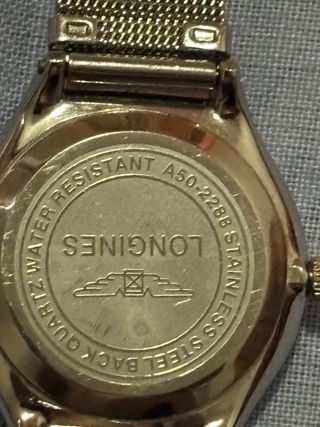 LONGINES
WATER RESISTANT A50-2288 STAINLESS STEEL BACK QUARTZ